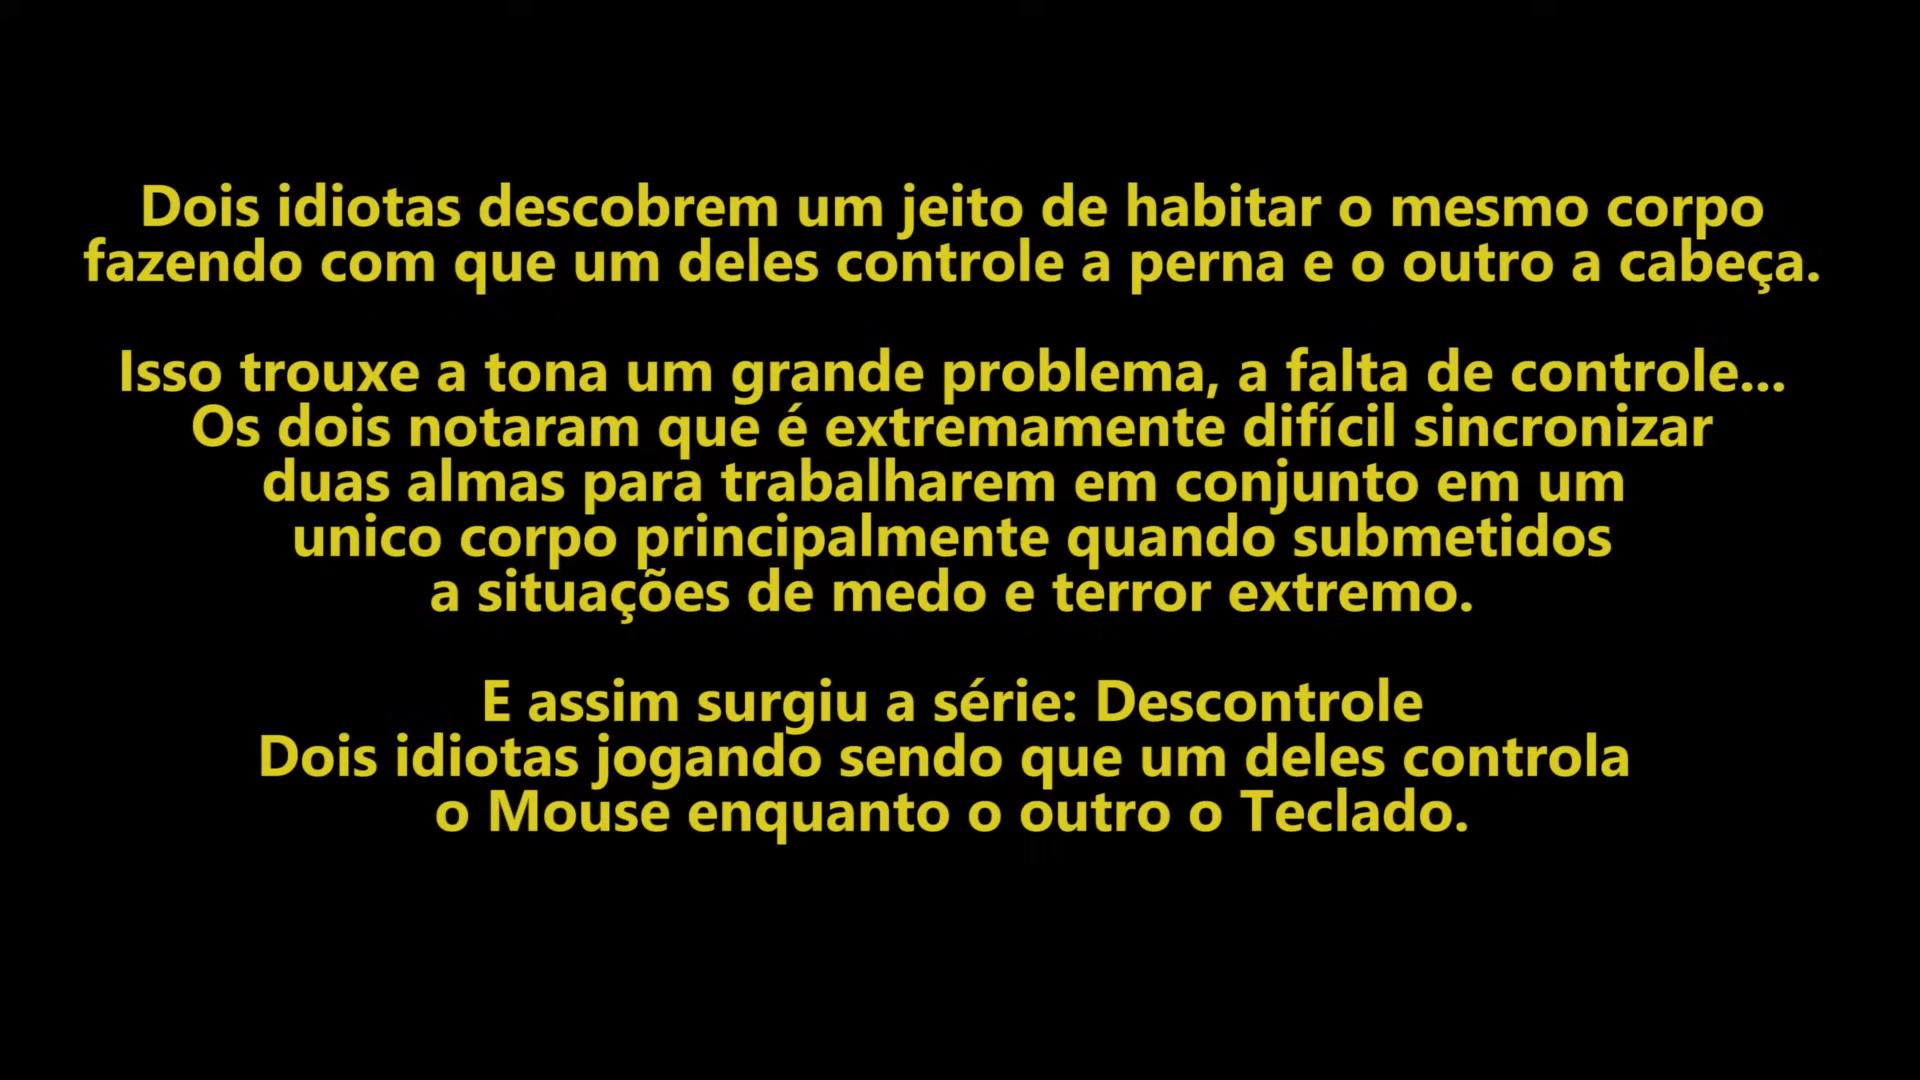 Dois idiotas descobrem um jeito de habitar o mesmo corpo
fazendo com que um deles controle a perna e o outro a cabeça.
Isso trouxe a tona um grande problema, a falta de controle...
Os dois notaram que é extremamente difícil sincronizar
duas almas para trabalharem em conjunto em um
unico corpo principalmente quando submetidos
a situações de medo e terror extremo.
E assim surgiu a série: Descontrole
Dois idiotas jogando sendo que um deles controla
o Mouse enquanto o outro o Teclado.